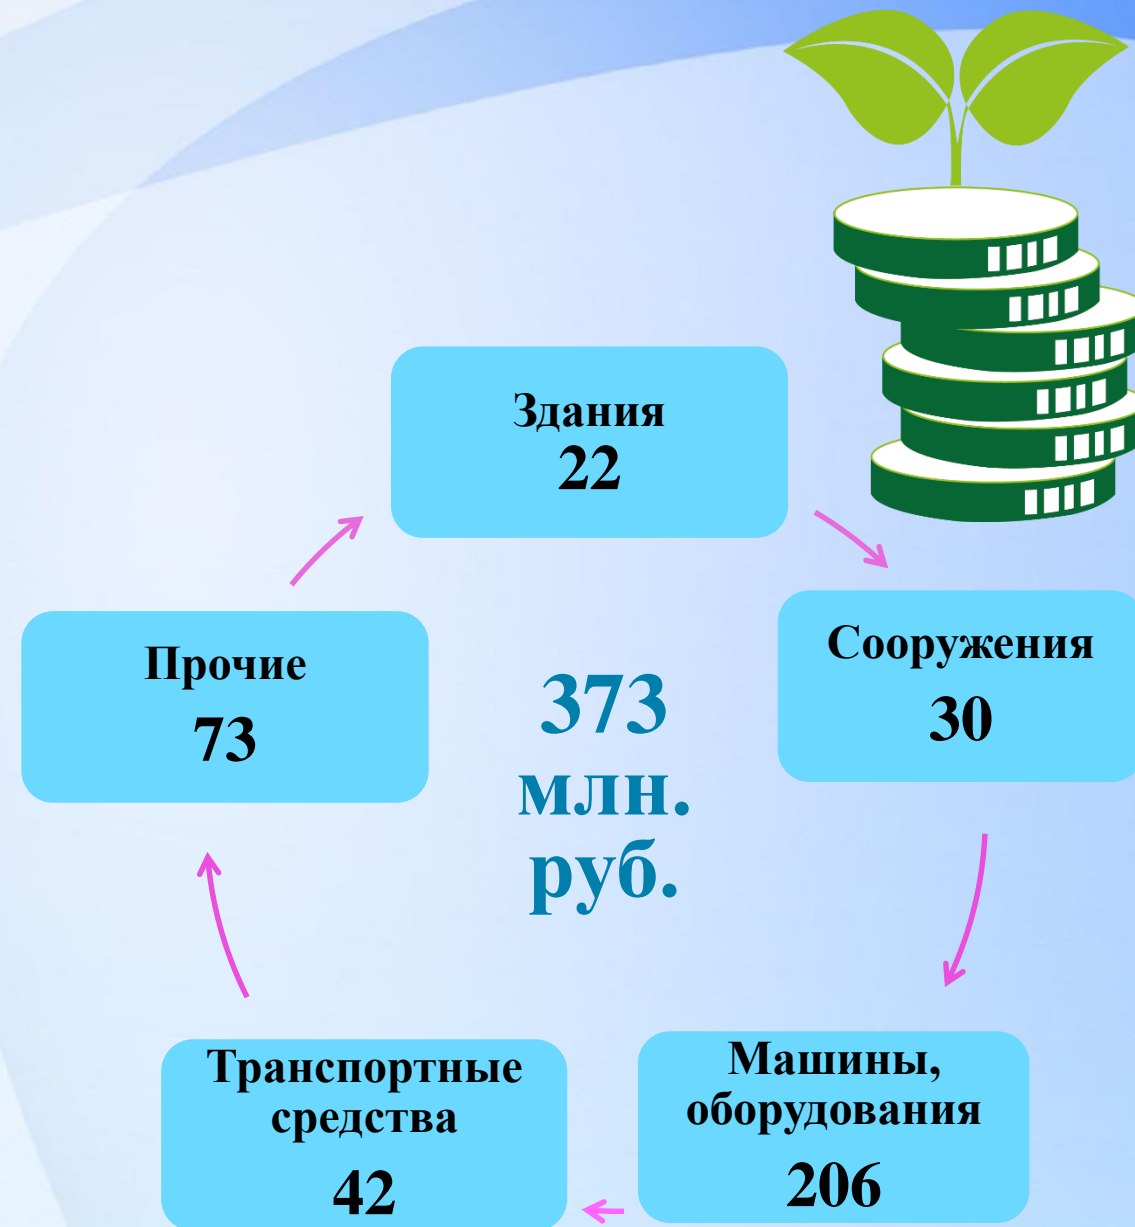 Здания
22
Сооружения
30
Прочие
73
373
млн.
руб.
Машины,
оборудования
206
Транспортные
средства
42